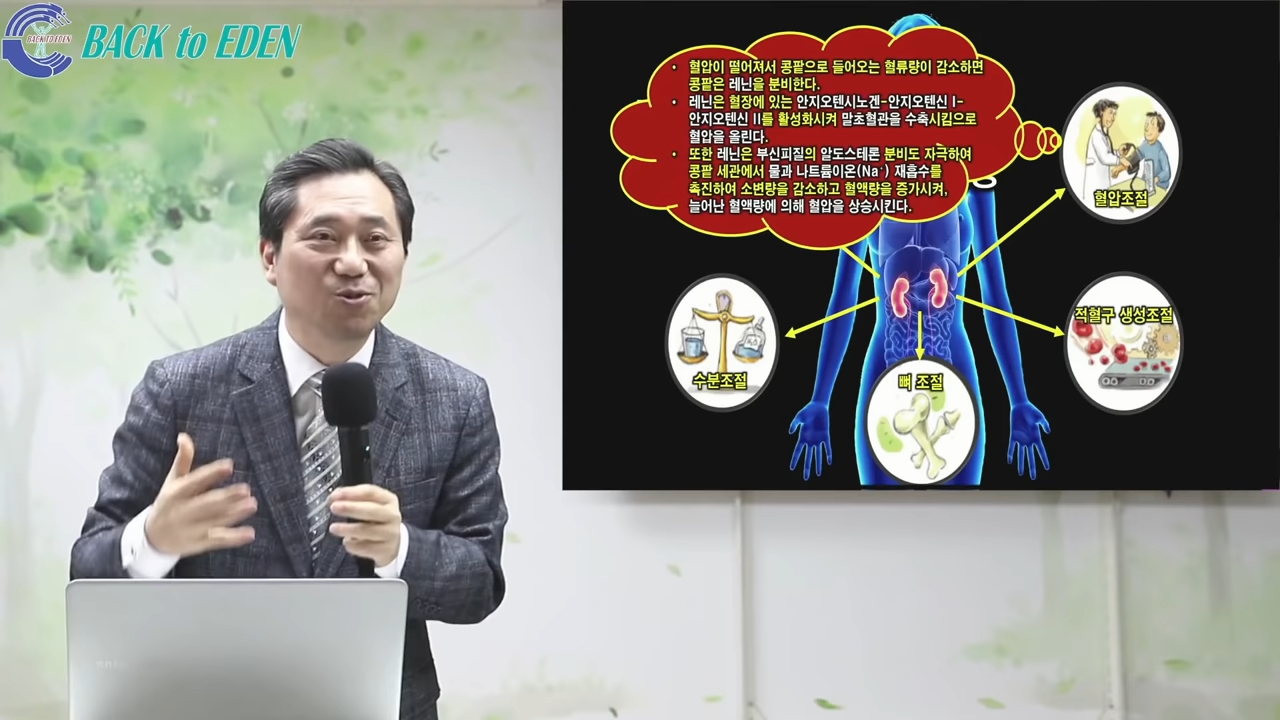 BACK TO EDEN
BACK to EDEN
• 혈압이 떨어져서 콩팥으로 들어오는 혈류량이 감소하면
콩팥은 레닌을 분비한다.
• 레닌은 혈장에 있는 안지오텐시노겐-안지오텐신 I-
안지오텐신 II를 활성화시켜 말초혈관을 수축시킴으로
혈압을 올린다.
• 또한 레닌은 부신피질의 알도스테론 분비도 자극하여
콩팥 세관에서 물과 나트륨이온(Na⁺) 재흡수를
촉진하여 소변량을 감소하고 혈액량을 증가시켜,
늘어난 혈액량에 의해 혈압을 상승시킨다.
혈압조절
수분조절
뼈 조절
적혈구 생성조절